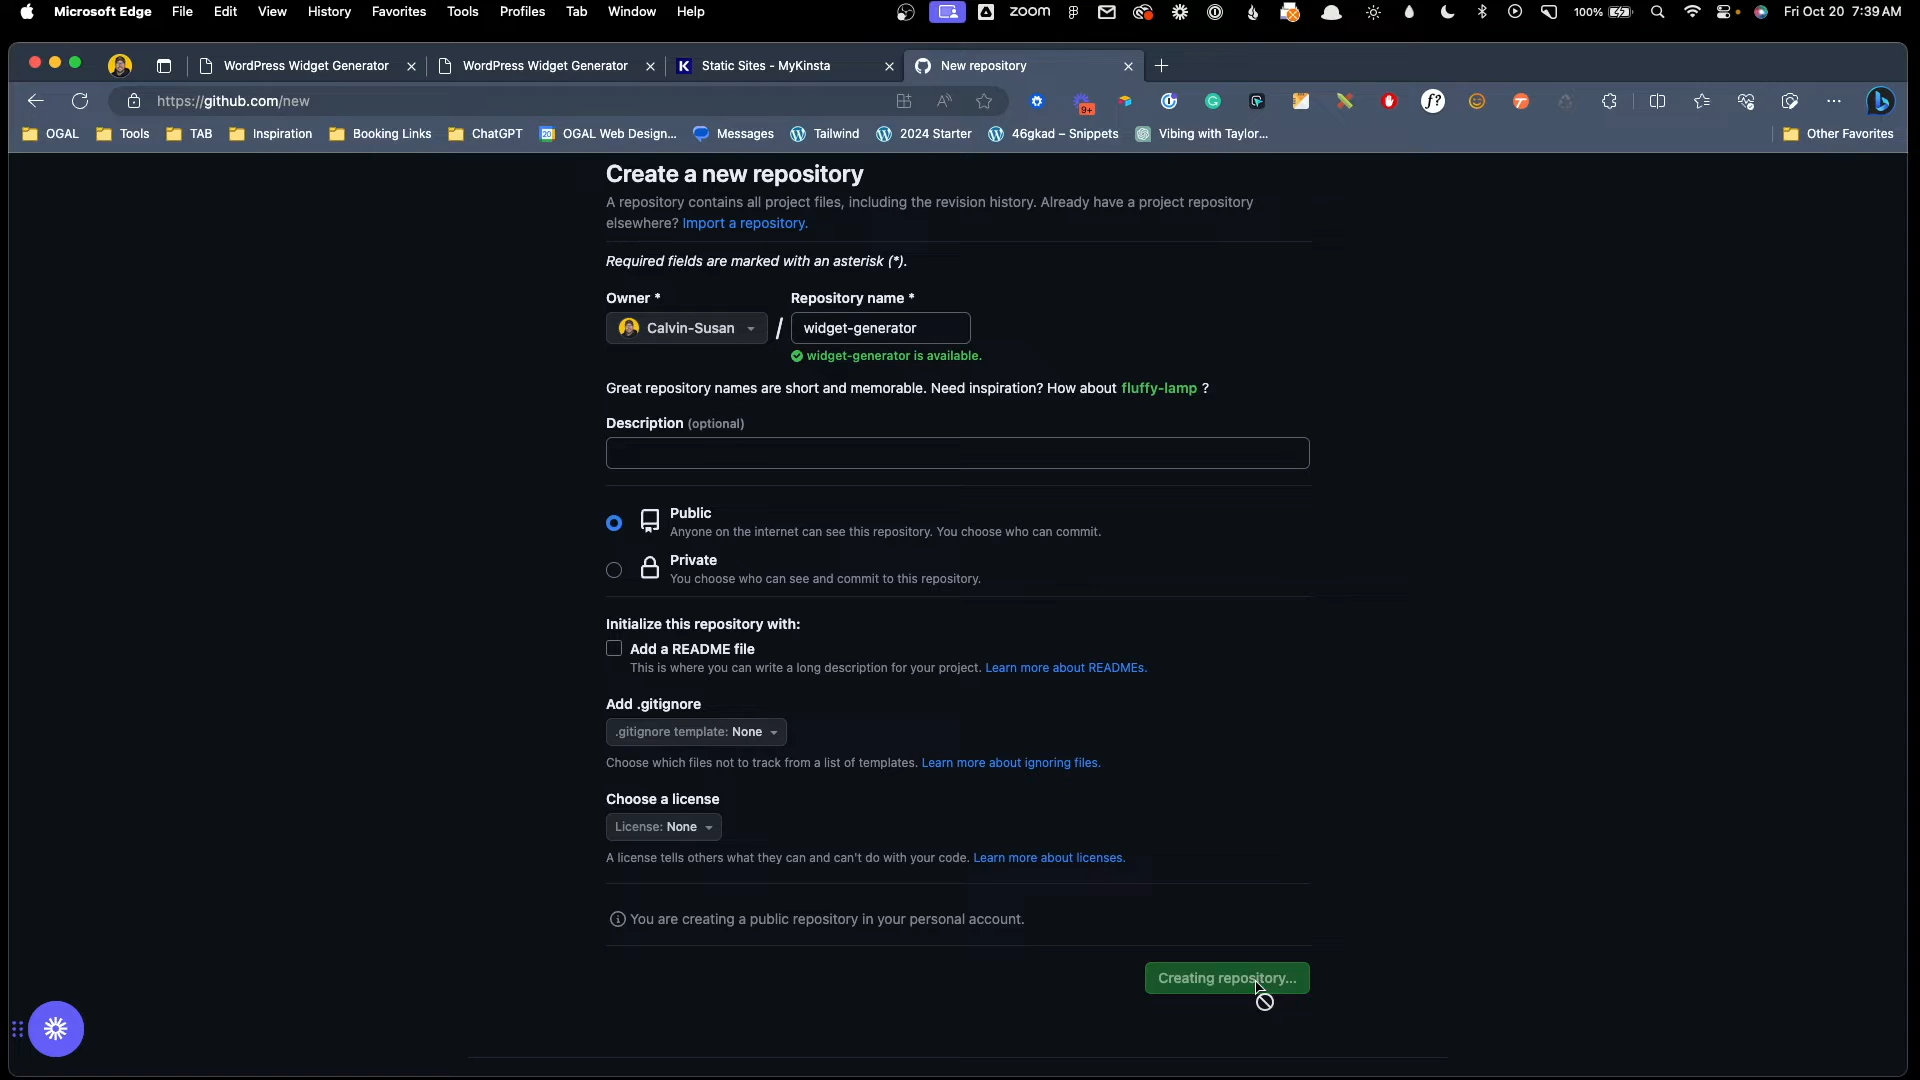 Microsoft Edge File Edit View History Favorites Tools Profiles Tab Window Help zoom 100% Fri Oct 20 7:39 AM
WordPress Widget Generator WordPress Widget Generator Static Sites - MyKinsta New repository
https://github.com/new 9+ f?
OGAL Tools TAB Inspiration Booking Links ChatGPT 20 OGAL Web Design... Messages Tailwind 2024 Starter 46gkad – Snippets Vibing with Taylor... Other Favorites
Create a new repository
A repository contains all project files, including the revision history. Already have a project repository
elsewhere? Import a repository.
Required fields are marked with an asterisk (*).
Owner * Repository name *
Calvin-Susan / widget-generator
widget-generator is available.
Great repository names are short and memorable. Need inspiration? How about fluffy-lamp ?
Description (optional)
Public
Anyone on the internet can see this repository. You choose who can commit.
Private
You choose who can see and commit to this repository.
Initialize this repository with:
Add a README file
This is where you can write a long description for your project. Learn more about READMEs.
Add .gitignore
.gitignore template: None
Choose which files not to track from a list of templates. Learn more about ignoring files.
Choose a license
License: None
A license tells others what they can and can't do with your code. Learn more about licenses.
You are creating a public repository in your personal account.
Creating repository...